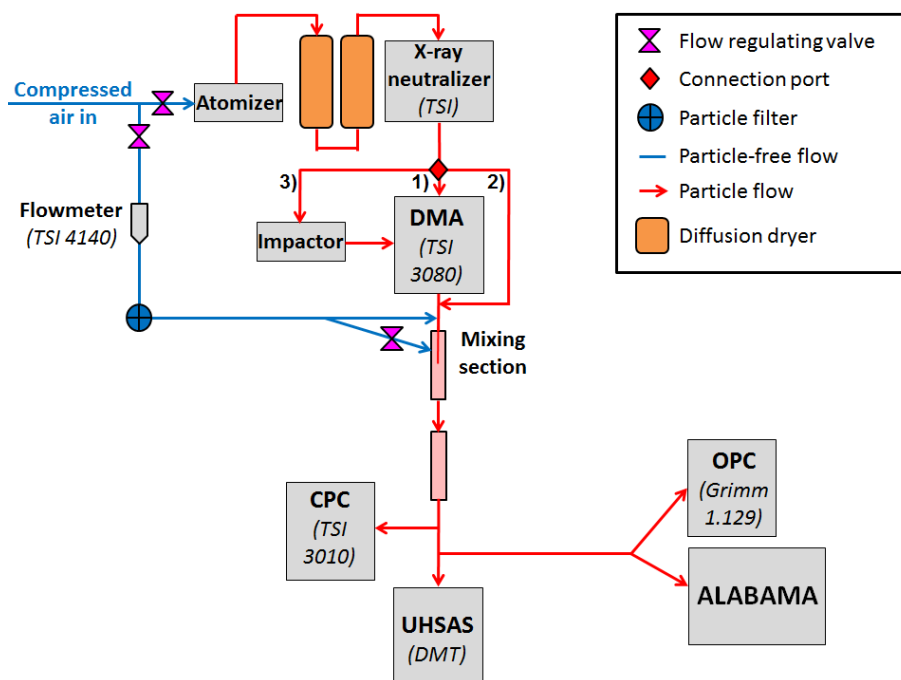 Compressed
air in
Atomizer
X-ray
neutralizer
(TSI)
Flow regulating valve
Connection port
Particle filter
Particle-free flow
Particle flow
Diffusion dryer
3)
1)
2)
Flowmeter
(TSI 4140)
Impactor
DMA
(TSI
3080)
Mixing
section
CPC
(TSI
3010)
OPC
(Grimm
1.129)
ALABAMA
UHSAS
(DMT)